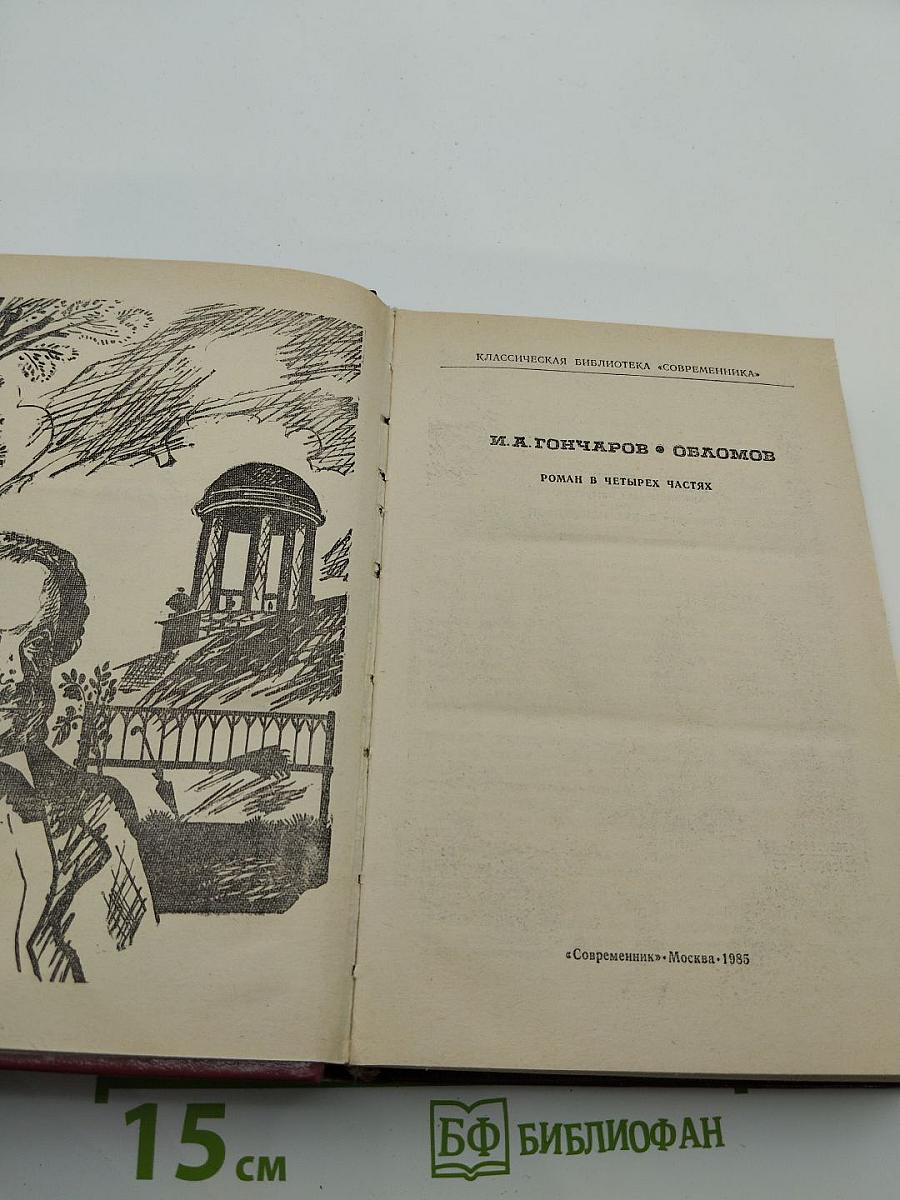 КЛАССИЧЕСКАЯ БИБЛИОТЕКА «СОВРЕМЕННИКА»
И.А.ГОНЧАРОВ • ОБЛОМОВ
РОМАН В ЧЕТЫРЕХ ЧАСТЯХ
«Современник»•Москва•1985
15 см
БФ БИБЛИОФАН